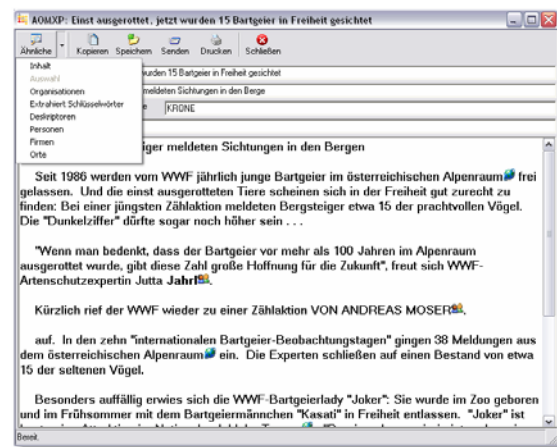 AOMXP: Einst ausgerottet, jetzt wurden 15 Bartgeier in Freiheit gesichtet
Ähnliche Kopieren Speichern Senden Drucken Schließen
Inhalt
Auswahl
Organisationen
Extrahiert Schlüsselwörter
Deskriptoren
Personen
Firmen
Orte
wurden 15 Bartgeier in Freiheit gesichtet
meldeten Sichtungen in den Berge
KRONE
iger meldeten Sichtungen in den Bergen
Seit 1986 werden vom WWF jährlich junge Bartgeier im österreichischen Alpenraum frei
gelassen. Und die einst ausgerotteten Tiere scheinen sich in der Freiheit gut zurecht zu
finden: Bei einer jüngsten Zählaktion meldeten Bergsteiger etwa 15 der prachtvollen Vögel.
Die "Dunkelziffer" dürfte sogar noch höher sein . . .
"Wenn man bedenkt, dass der Bartgeier vor mehr als 100 Jahren im Alpenraum
ausgerottet wurde, gibt diese Zahl große Hoffnung für die Zukunft", freut sich WWF-
Artenschutzexpertin Jutta Jahrl.
Kürzlich rief der WWF wieder zu einer Zählaktion VON ANDREAS MOSER
auf. In den zehn "internationalen Bartgeier-Beobachtungstagen" gingen 38 Meldungen aus
dem österreichischen Alpenraum ein. Die Experten schließen auf einen Bestand von etwa
15 der seltenen Vögel.
Besonders auffällig erwies sich die WWF-Bartgeierlady "Joker": Sie wurde im Zoo geboren
und im Frühsommer mit dem Bartgeiermännchen "Kasati" in Freiheit entlassen. "Joker" ist
Bereit